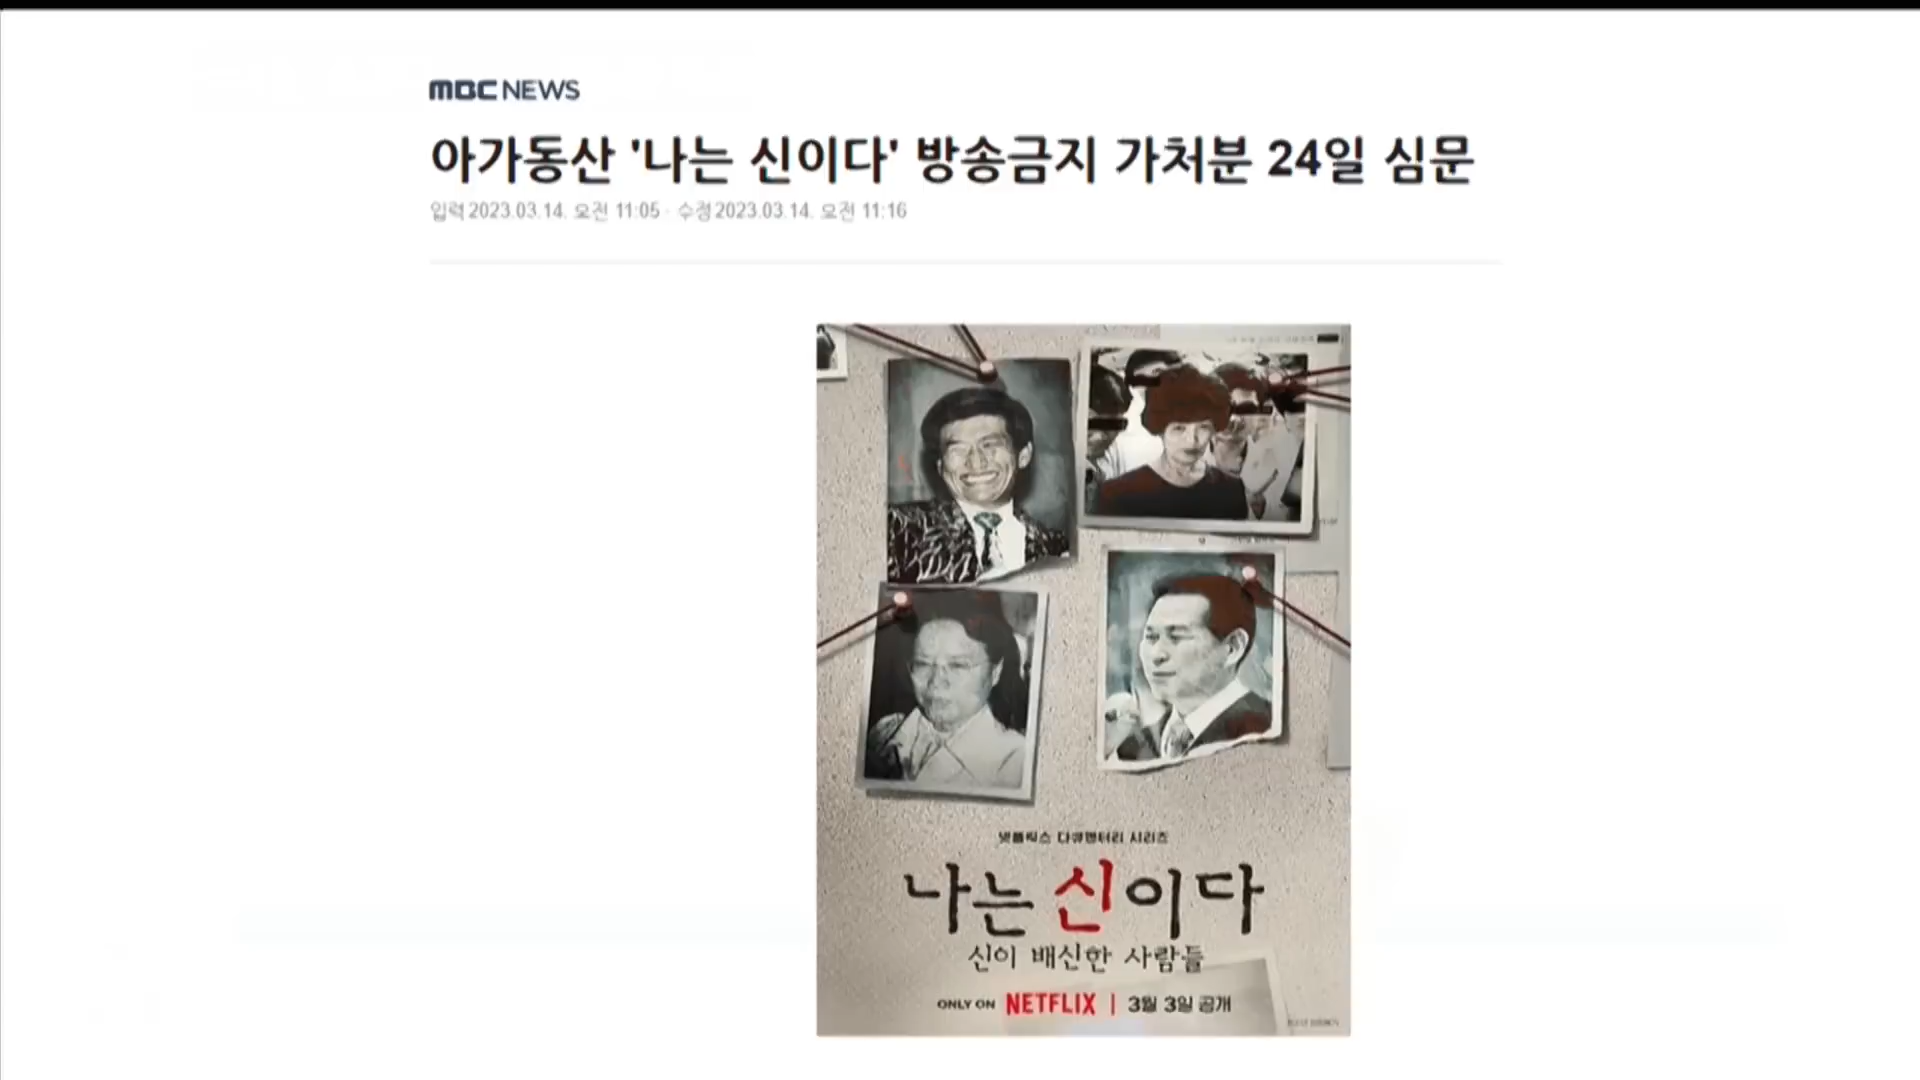 MBC NEWS
아가동산 '나는 신이다' 방송금지 가처분 24일 심문
입력 2023.03.14. 오전 11:05 · 수정 2023.03.14. 오전 11:16
넷플릭스 다큐멘터리 시리즈
나는 신이다
신이 배신한 사람들
ONLY ON NETFLIX | 3월 3일 공개